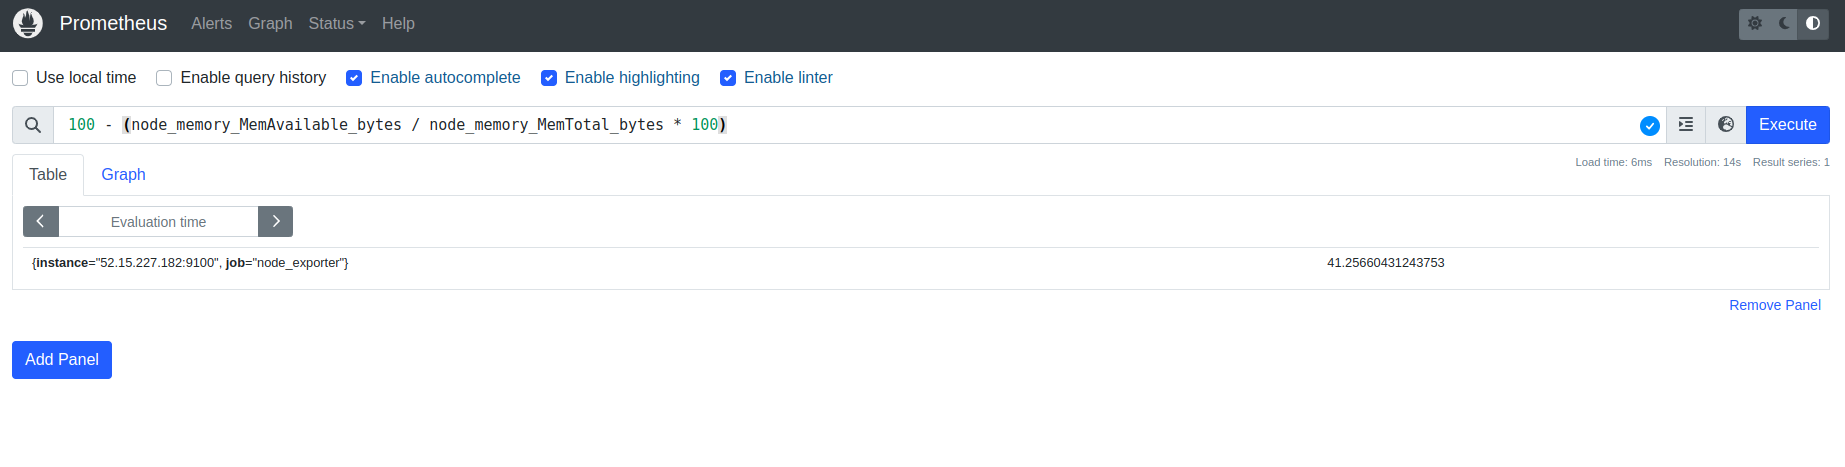 Prometheus Alerts Graph Status Help
Use local time Enable query history Enable autocomplete Enable highlighting Enable linter
100 - (node_memory_MemAvailable_bytes / node_memory_MemTotal_bytes * 100) Execute
Load time: 6ms Resolution: 14s Result series: 1
Table Graph
Evaluation time
{instance="52.15.227.182:9100", job="node_exporter"} 41.25660431243753
Remove Panel
Add Panel